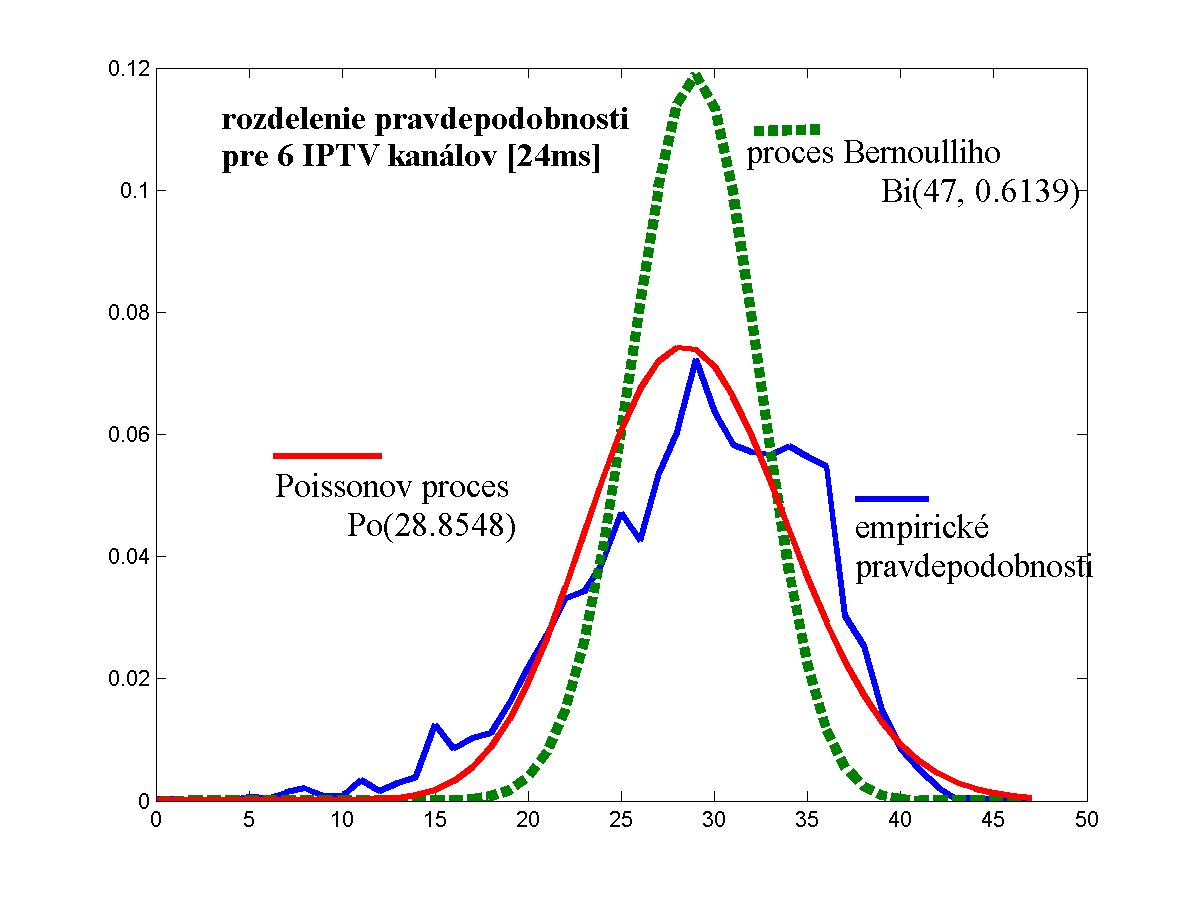 rozdelenie pravdepodobnosti
pre 6 IPTV kanálov [24ms]
proces Bernoulliho
Bi(47, 0.6139)
Poissonov proces
Po(28.8548)
empirické
pravdepodobnosti
0.12
0.1
0.08
0.06
0.04
0.02
0
0 5 10 15 20 25 30 35 40 45 50